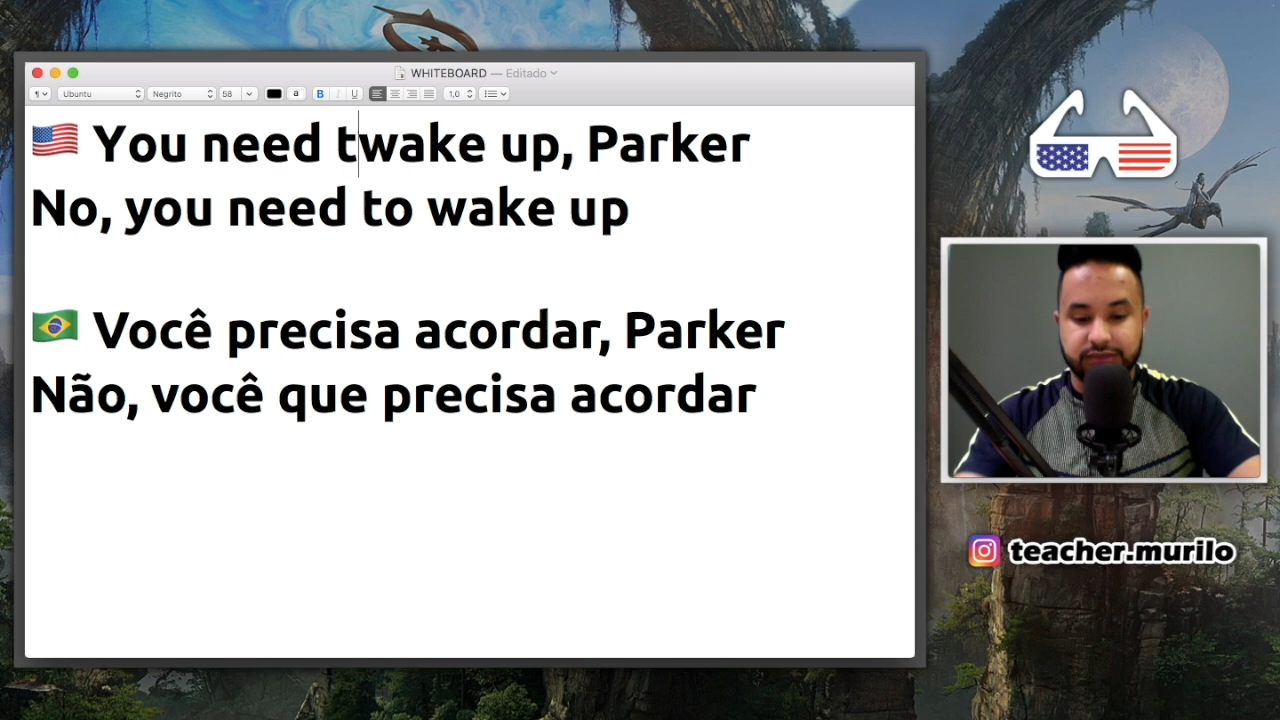 WHITEBOARD — Editado
Ubuntu Negrito 58 a B I U 1,0
You need twake up, Parker
No, you need to wake up
Você precisa acordar, Parker
Não, você que precisa acordar
teacher.murilo